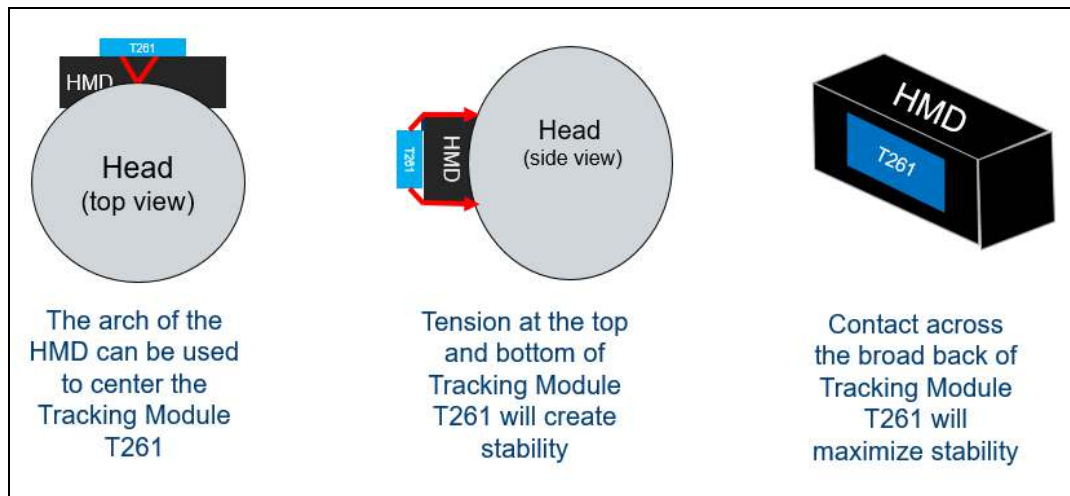 T261
HMD
Head
(top view)
The arch of the
HMD can be used
to center the
Tracking Module
T261
T261
HMD
Head
(side view)
Tension at the top
and bottom of
Tracking Module
T261 will create
stability
HMD
T261
Contact across
the broad back of
Tracking Module
T261 will
maximize stability